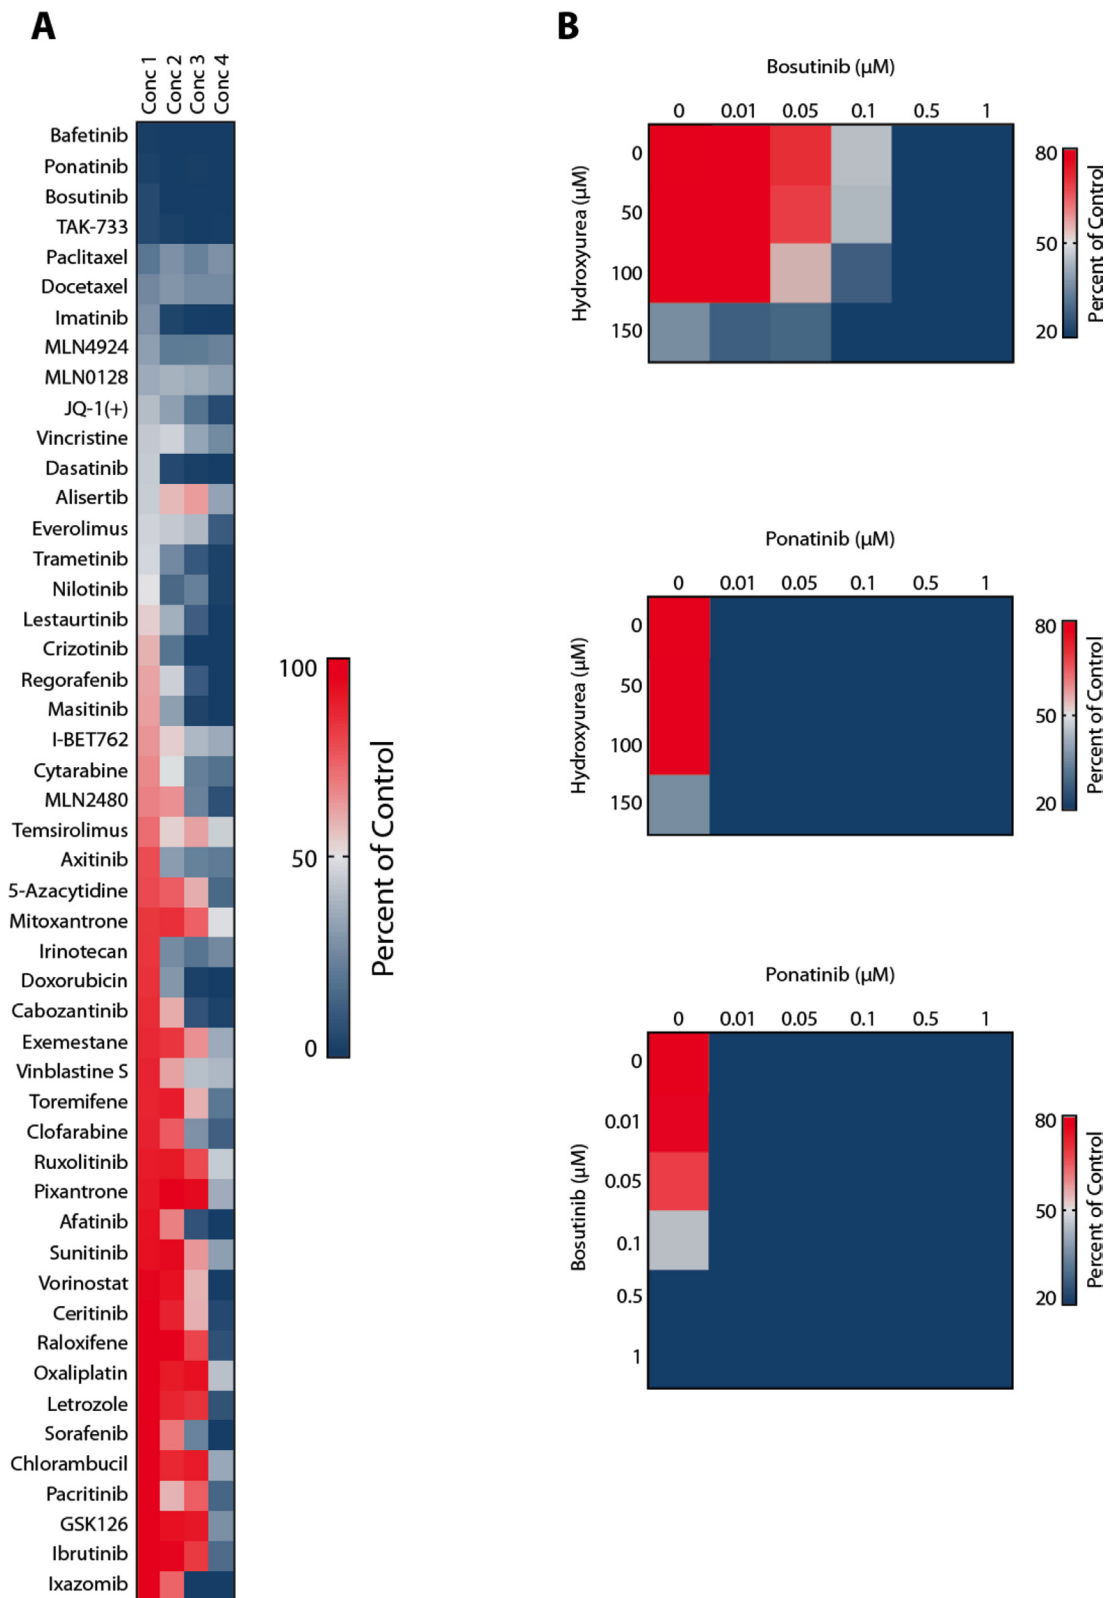 A
Conc 1
Conc 2
Conc 3
Conc 4
Bafetinib
Ponatinib
Bosutinib
TAK-733
Paclitaxel
Docetaxel
Imatinib
MLN4924
MLN0128
JQ-1(+)
Vincristine
Dasatinib
Alisertib
Everolimus
Trametinib
Nilotinib
Lestaurtinib
Crizotinib
Regorafenib
Masitinib
I-BET762
Cytarabine
MLN2480
Temsirolimus
Axitinib
5-Azacytidine
Mitoxantrone
Irinotecan
Doxorubicin
Cabozantinib
Exemestane
Vinblastine S
Toremifene
Clofarabine
Ruxolitinib
Pixantrone
Afatinib
Sunitinib
Vorinostat
Ceritinib
Raloxifene
Oxaliplatin
Letrozole
Sorafenib
Chlorambucil
Pacritinib
GSK126
Ibrutinib
Ixazomib
100
50
0
Percent of Control
B
Bosutinib (µM)
0 0.01 0.05 0.1 0.5 1
Hydroxyurea (µM)
0
50
100
150
80
50
20
Percent of Control
Ponatinib (µM)
0 0.01 0.05 0.1 0.5 1
Hydroxyurea (µM)
0
50
100
150
80
50
20
Percent of Control
Ponatinib (µM)
0 0.01 0.05 0.1 0.5 1
Bosutinib (µM)
0
0.01
0.05
0.1
0.5
1
80
50
20
Percent of Control